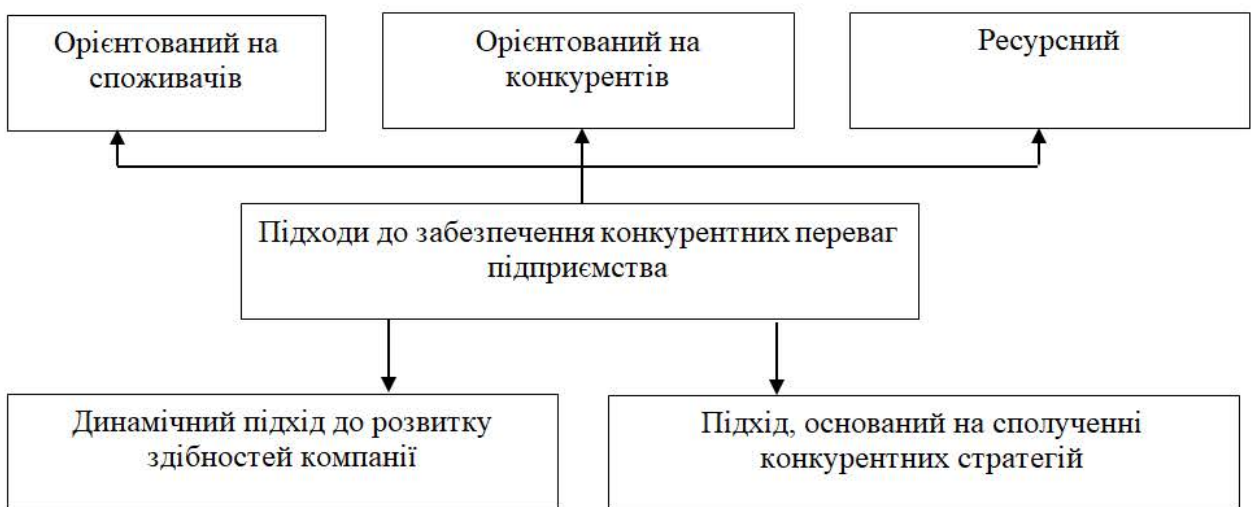 Орієнтований на
споживачів
Орієнтований на
конкурентів
Ресурсний
Підходи до забезпечення конкурентних переваг
підприємства
Динамічний підхід до розвитку
здібностей компанії
Підхід, оснований на сполученні
конкурентних стратегій